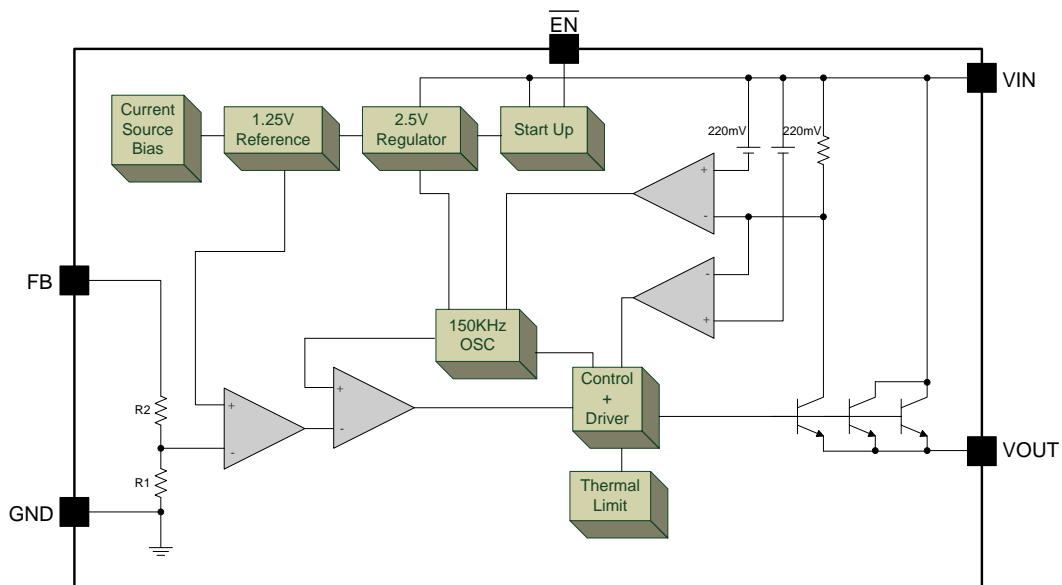 EN
VIN
Current
Source
Bias
1.25V
Reference
2.5V
Regulator
Start Up
220mV
220mV
+
-
-
+
FB
150KHz
OSC
Control
+
Driver
+
-
+
-
R2
R1
VOUT
Thermal
Limit
GND